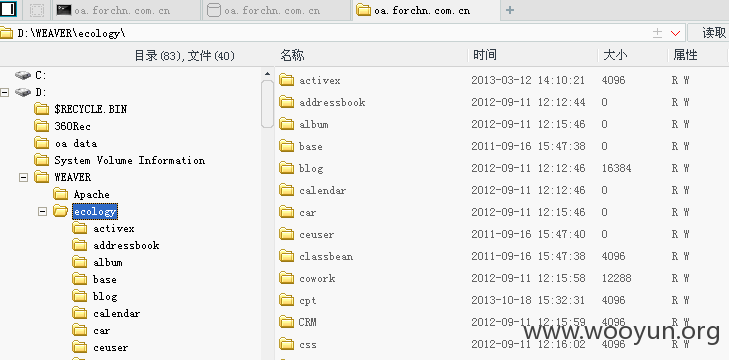 oa.forchn.com.cn oa.forchn.com.cn oa.forchn.com.cn
D:\WEAVER\ecology\ 读取
目录(83),文件(40) 名称 时间 大小 属性
C:
D:
$RECYCLE.BIN
360Rec
oa data
System Volume Information
WEAVER
Apache
ecology
activex
addressbook
album
base
blog
calendar
car
ceuser
activex 2013-03-12 14:10:21 4096 R W
addressbook 2012-09-11 12:12:44 0 R W
album 2012-09-11 12:15:46 0 R W
base 2011-09-16 15:47:38 0 R W
blog 2012-09-11 12:12:46 16384 R W
calendar 2012-09-11 12:12:46 0 R W
car 2012-09-11 12:15:46 0 R W
ceuser 2011-09-16 15:47:40 0 R W
classbean 2011-09-16 15:47:38 4096 R W
cowork 2012-09-11 12:15:58 12288 R W
cpt 2013-10-18 15:32:31 4096 R W
CRM 2012-09-11 12:15:59 4096 R W
css 2012-09-11 12:16:02 4096 R W
www.wooyun.org